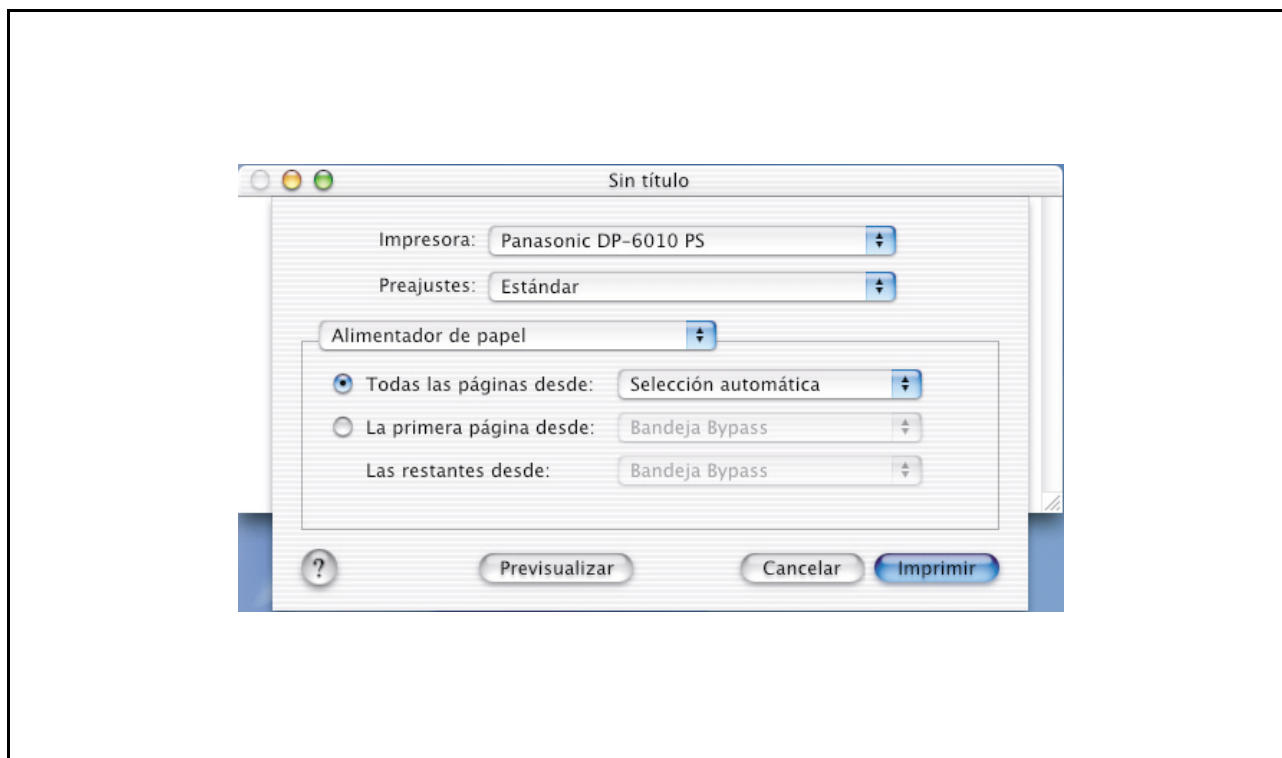 Sin título
Impresora: Panasonic DP-6010 PS
Preajustes: Estándar
Alimentador de papel
Todas las páginas desde: Selección automática
La primera página desde: Bandeja Bypass
Las restantes desde: Bandeja Bypass
? Previsualizar Cancelar Imprimir